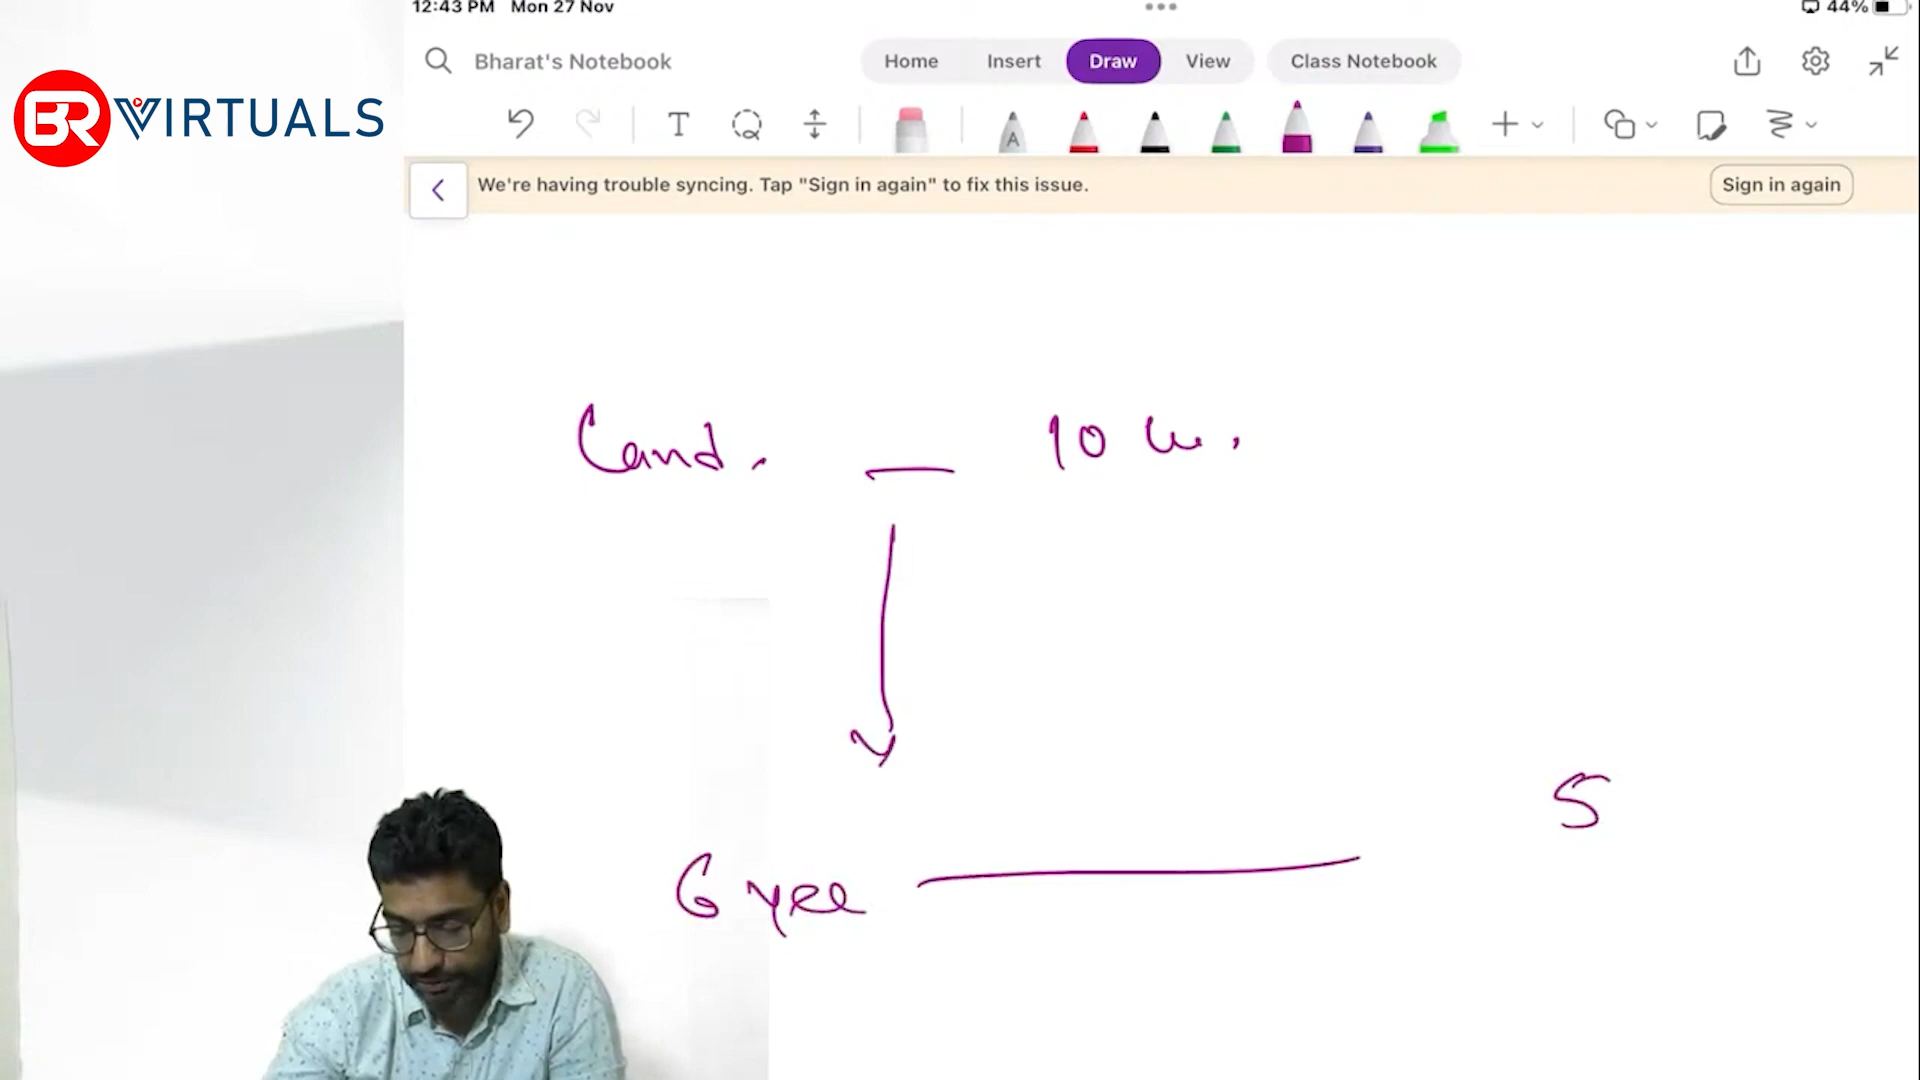 12:43 PM Mon 27 Nov
44%
BR VIRTUALS
Bharat's Notebook
Home Insert Draw View Class Notebook
T
A
We're having trouble syncing. Tap "Sign in again" to fix this issue.
Sign in again
Cand. — 10
5
6